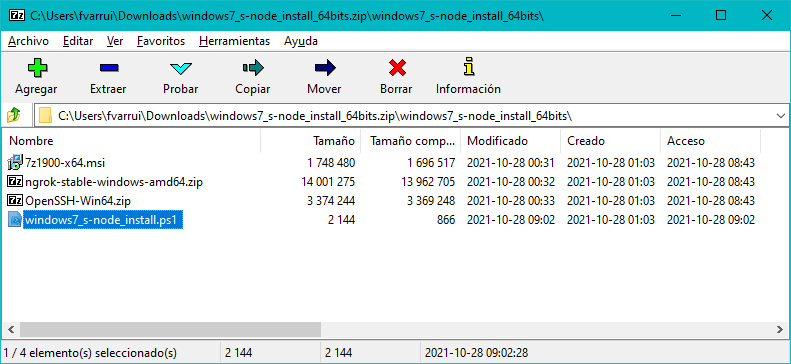 C:\Users\fvarrui\Downloads\windows7_s-node_install_64bits.zip\windows7_s-node_install_64bits\
Archivo Editar Ver Favoritos Herramientas Ayuda
Agregar Extraer Probar Copiar Mover Borrar Información
C:\Users\fvarrui\Downloads\windows7_s-node_install_64bits.zip\windows7_s-node_install_64bits\
Nombre Tamaño Tamaño comp... Modificado Creado Acceso
7z1900-x64.msi 1 748 480 1 696 517 2021-10-28 00:31 2021-10-28 01:03 2021-10-28 08:43
ngrok-stable-windows-amd64.zip 14 001 275 13 962 705 2021-10-28 00:32 2021-10-28 01:03 2021-10-28 08:43
OpenSSH-Win64.zip 3 374 244 3 369 248 2021-10-28 00:33 2021-10-28 01:03 2021-10-28 08:43
windows7_s-node_install.ps1 2 144 866 2021-10-28 09:02 2021-10-28 01:03 2021-10-28 09:02
1 / 4 elemento(s) seleccionado(s) 2 144 2 144 2021-10-28 09:02:28